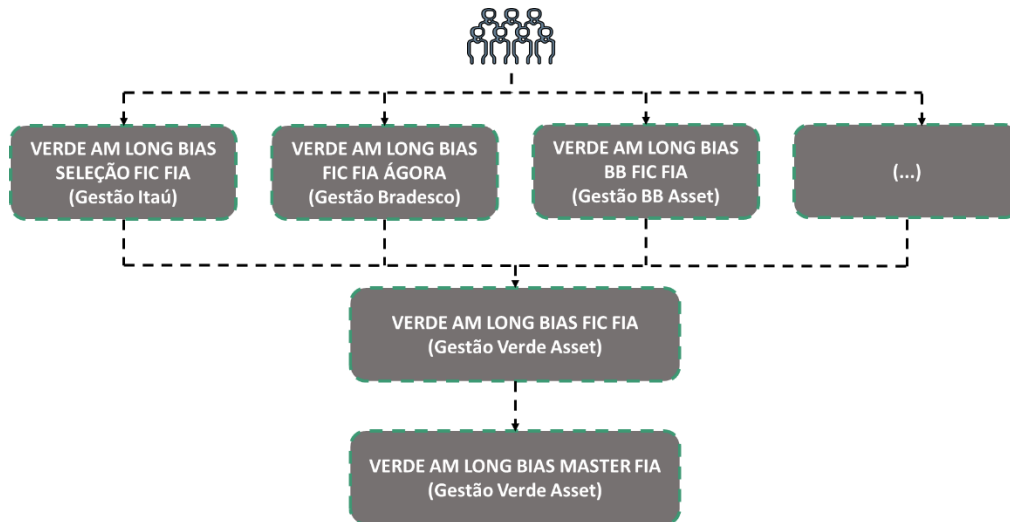 VERDE AM LONG BIAS
SELEÇÃO FIC FIA
(Gestão Itaú)
VERDE AM LONG BIAS
FIC FIA ÁGORA
(Gestão Bradesco)
VERDE AM LONG BIAS
BB FIC FIA
(Gestão BB Asset)
(...)
VERDE AM LONG BIAS FIC FIA
(Gestão Verde Asset)
VERDE AM LONG BIAS MASTER FIA
(Gestão Verde Asset)